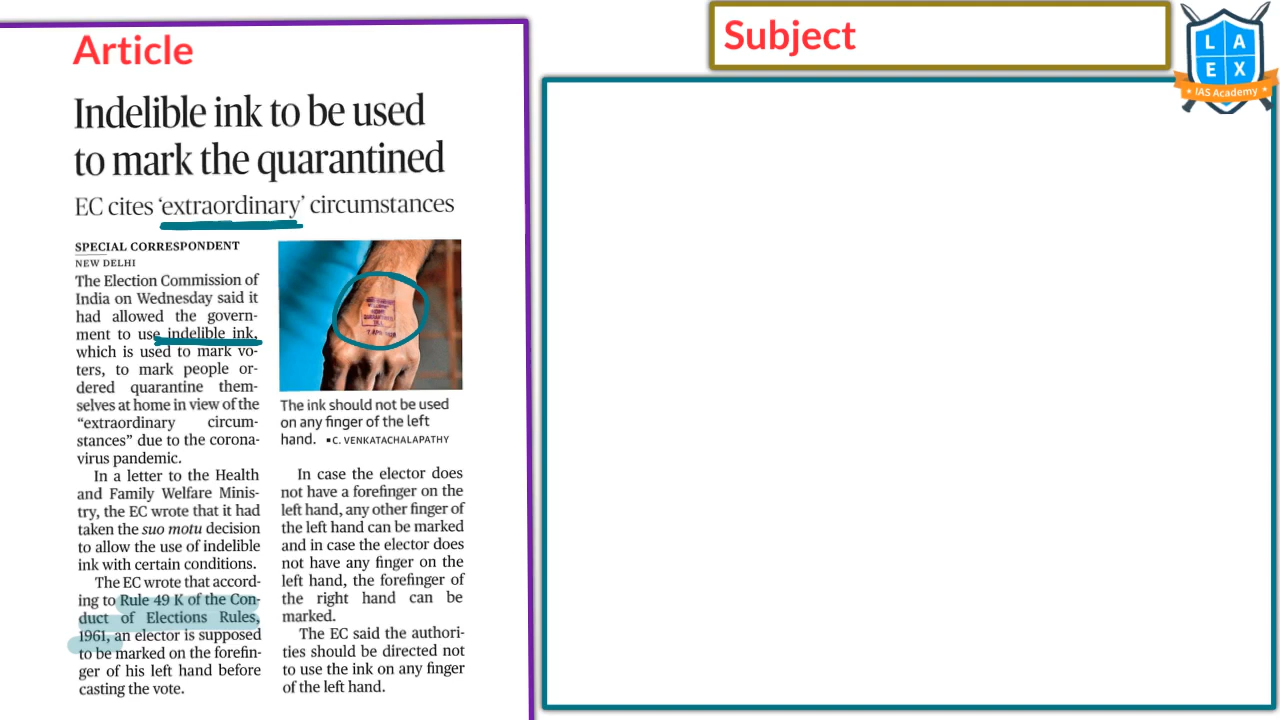 Article
Indelible ink to be used
to mark the quarantined
EC cites ‘extraordinary’ circumstances
SPECIAL CORRESPONDENT
NEW DELHI
The Election Commission of
India on Wednesday said it
had allowed the govern-
ment to use indelible ink,
which is used to mark vo-
ters, to mark people or-
dered quarantine them-
selves at home in view of the
“extraordinary circum-
stances” due to the corona-
virus pandemic.
In a letter to the Health
and Family Welfare Minis-
try, the EC wrote that it had
taken the suo motu decision
to allow the use of indelible
ink with certain conditions.
The EC wrote that accord-
ing to Rule 49 K of the Con-
duct of Elections Rules,
1961, an elector is supposed
to be marked on the forefin-
ger of his left hand before
casting the vote.
The ink should not be used
on any finger of the left
hand. ▪C. VENKATACHALAPATHY
In case the elector does
not have a forefinger on the
left hand, any other finger of
the left hand can be marked
and in case the elector does
not have any finger on the
left hand, the forefinger of
the right hand can be
marked.
The EC said the authori-
ties should be directed not
to use the ink on any finger
of the left hand.
Subject
L A
E X
IAS Academy